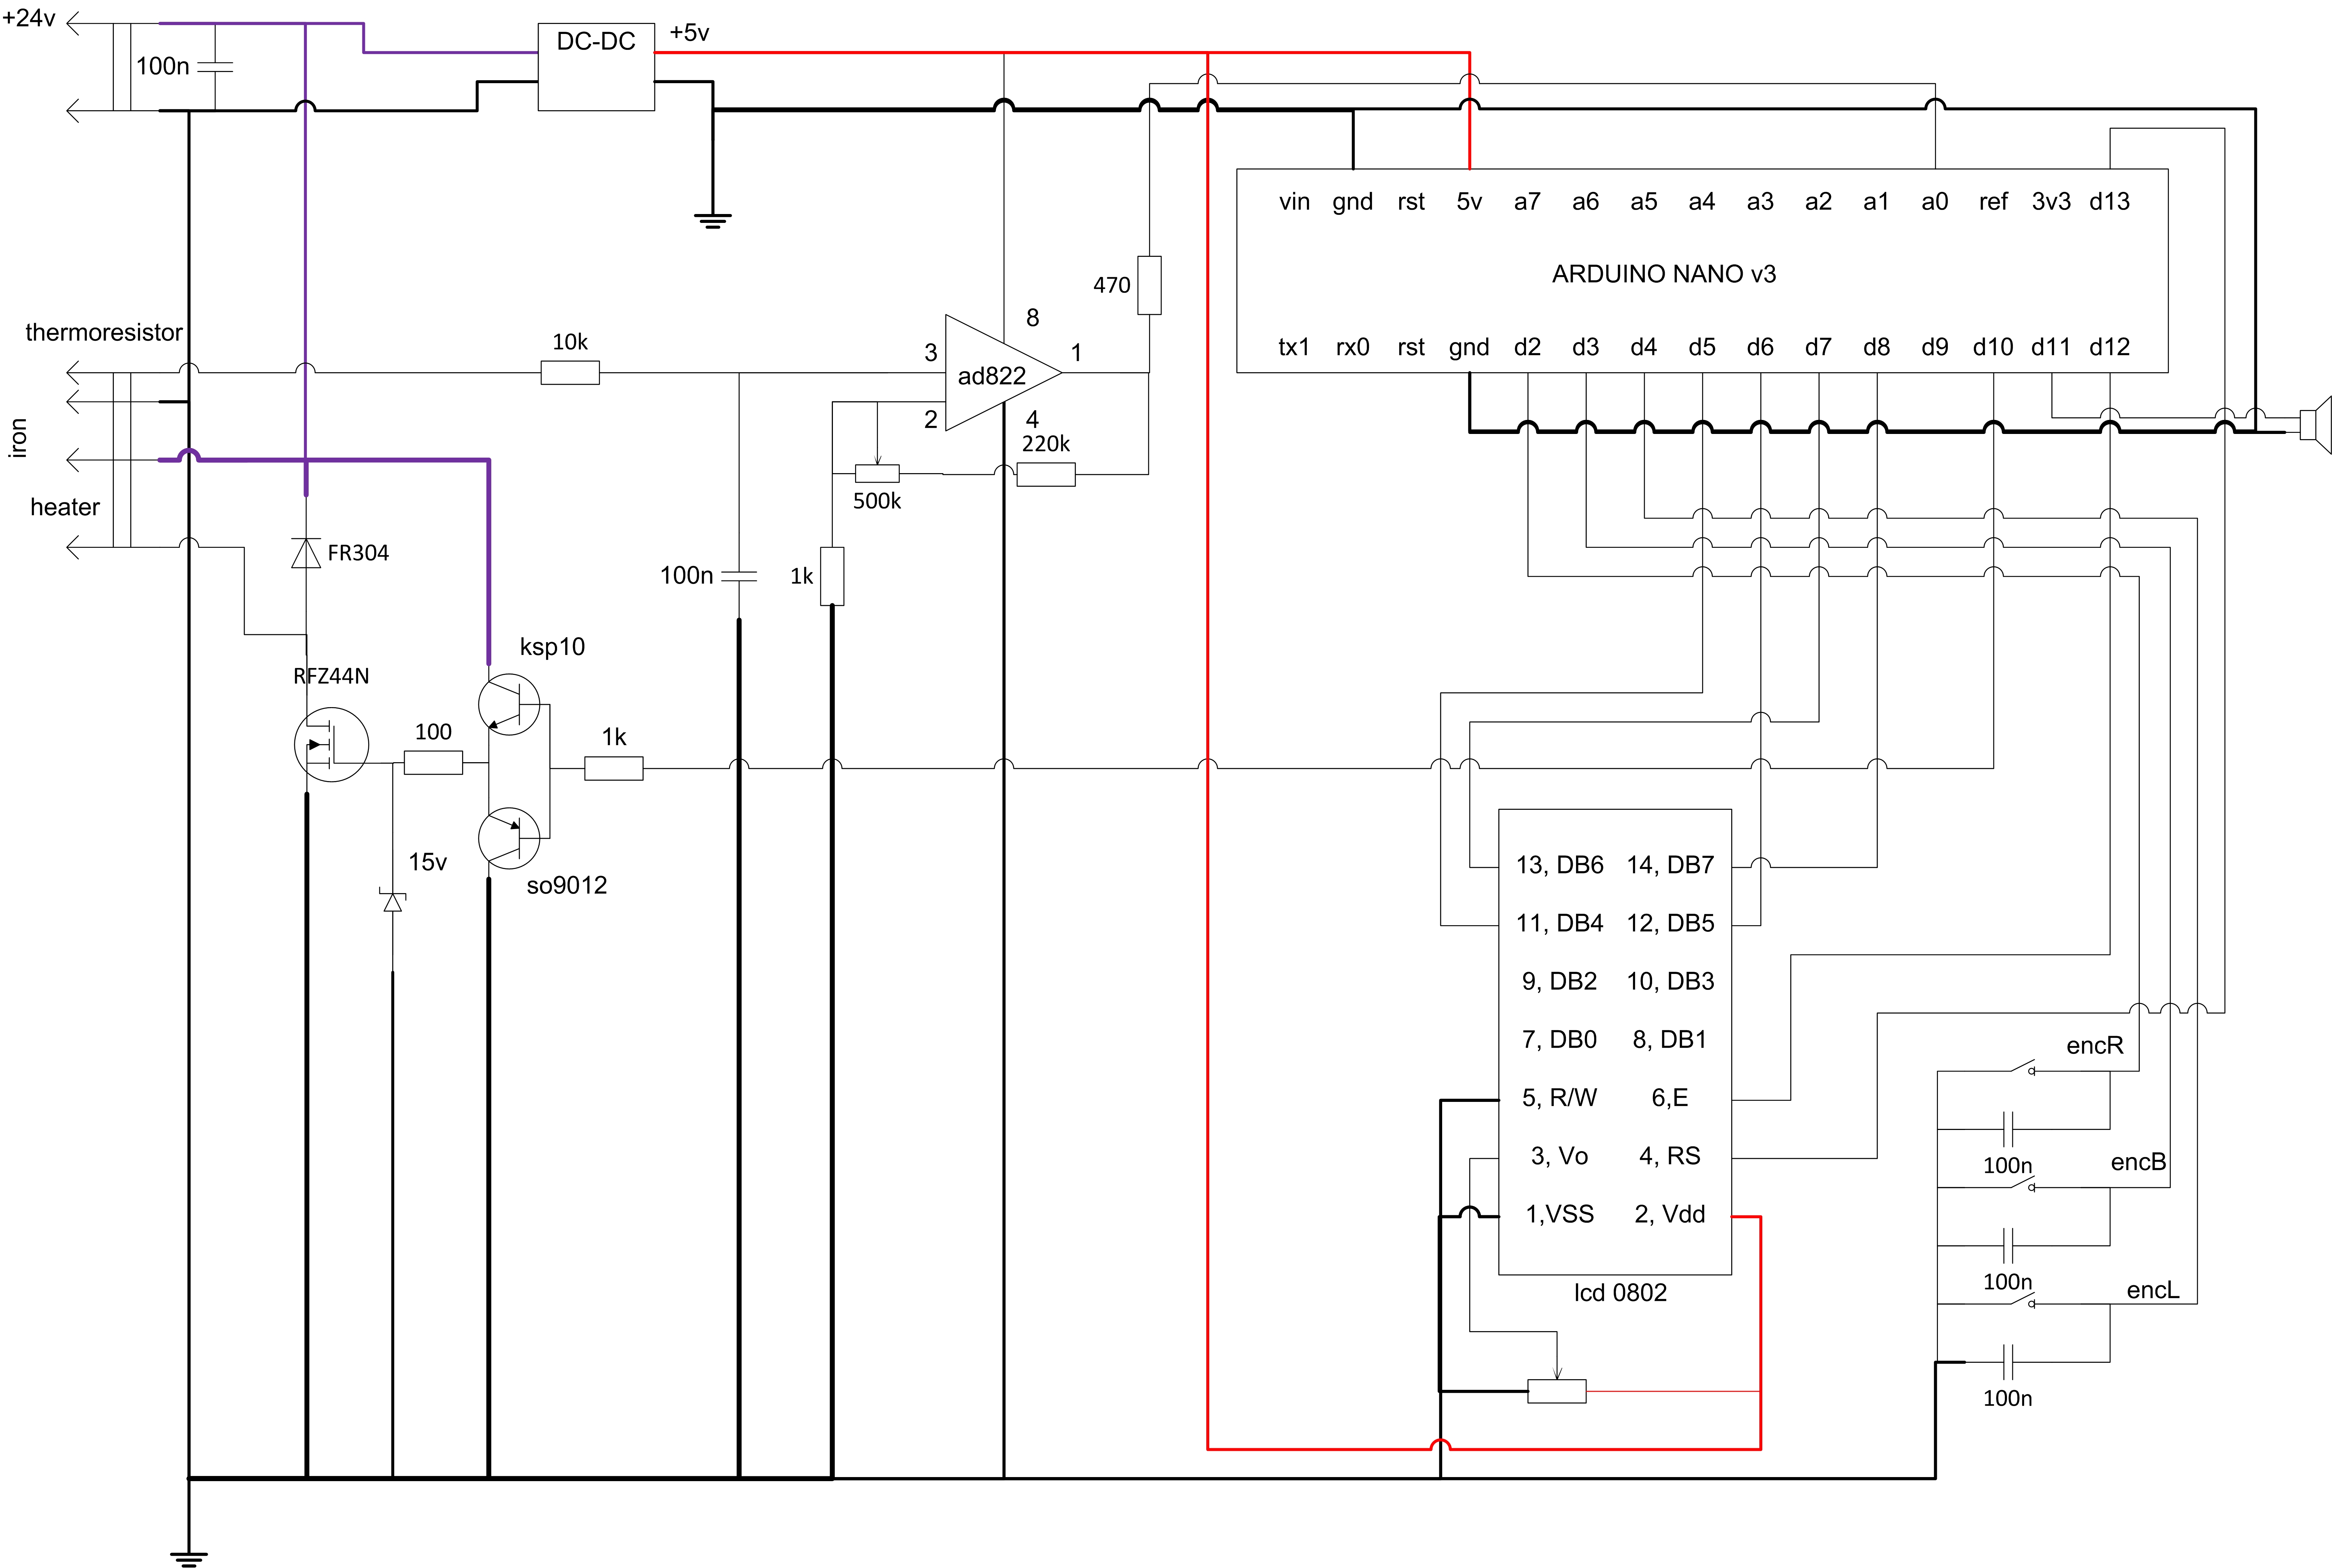 +24v
DC-DC
+5v
100n
vin gnd rst 5v a7 a6 a5 a4 a3 a2 a1 a0 ref 3v3 d13
ARDUINO NANO v3
470
tx1 rx0 rst gnd d2 d3 d4 d5 d6 d7 d8 d9 d10 d11 d12
thermoresistor
10k
8
3
1
ad822
2
4
iron
220k
500k
heater
FR304
100n
1k
ksp10
RFZ44N
100
1k
15v
so9012
13, DB6 14, DB7
11, DB4 12, DB5
9, DB2 10, DB3
7, DB0 8, DB1
5, R/W 6,E
3, Vo 4, RS
1,VSS 2, Vdd
lcd 0802
encR
100n
encB
100n
encL
100n